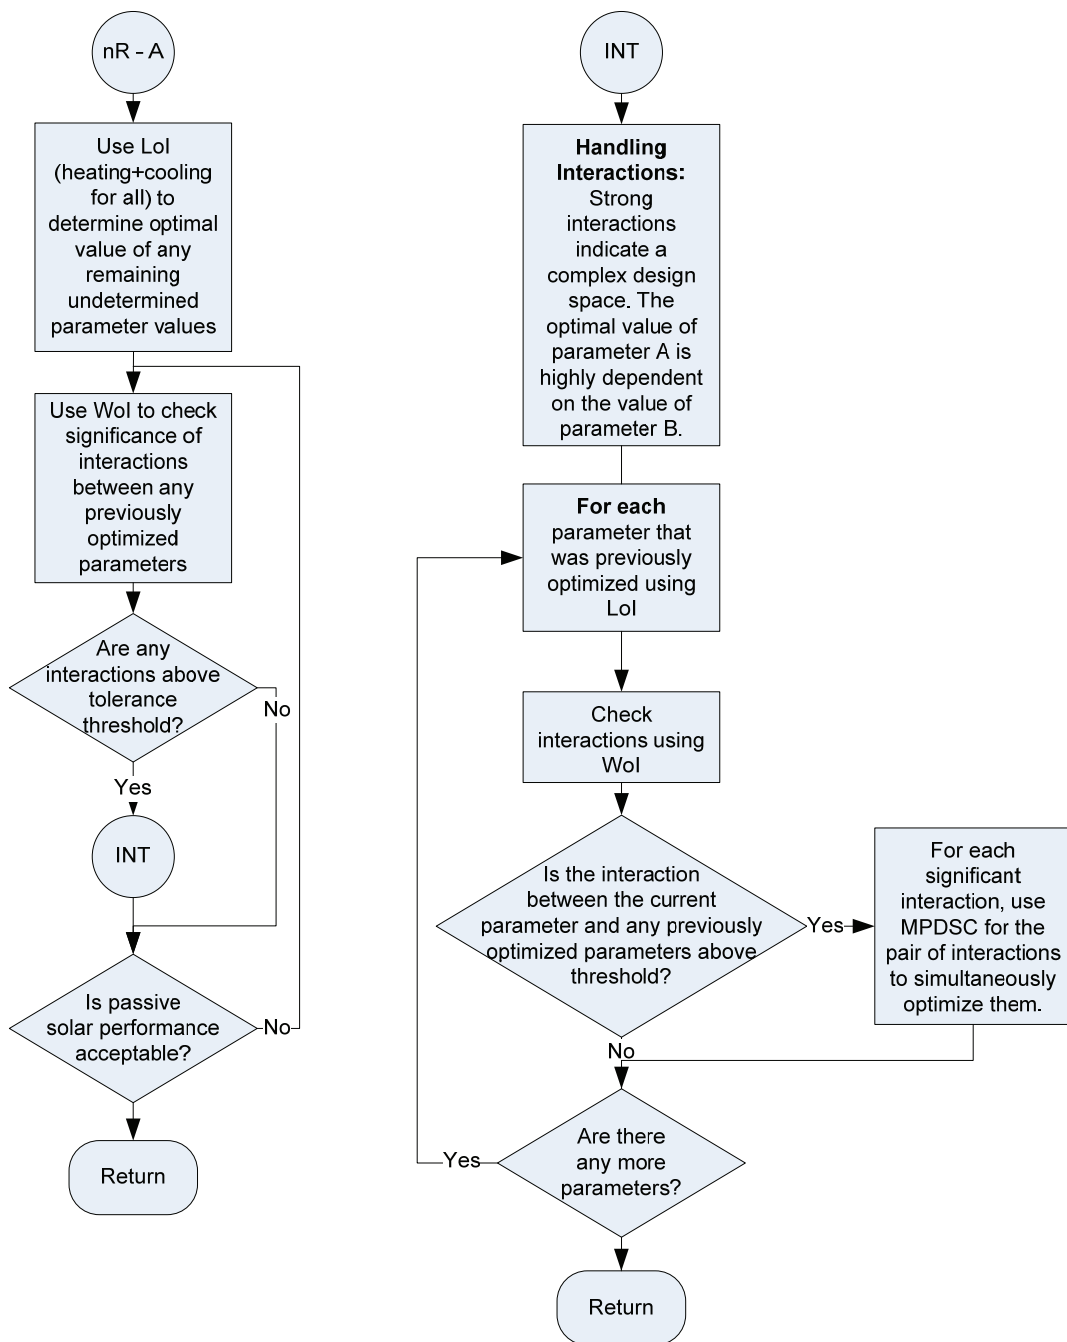 nR - A
Use LoI
(heating+cooling
for all) to
determine optimal
value of any
remaining
undetermined
parameter values
Use WoI to check
significance of
interactions
between any
previously
optimized
parameters
Are any
interactions above
tolerance
threshold?
No
Yes
INT
Is passive
solar performance
acceptable?
No
Return
INT
Handling
Interactions:
Strong
interactions
indicate a
complex design
space. The
optimal value of
parameter A is
highly dependent
on the value of
parameter B.
For each
parameter that
was previously
optimized using
LoI
Check
interactions using
WoI
Is the interaction
between the current
parameter and any previously
optimized parameters above
threshold?
Yes
For each
significant
interaction, use
MPDSC for the
pair of interactions
to simultaneously
optimize them.
No
Are there
any more
parameters?
Yes
Return